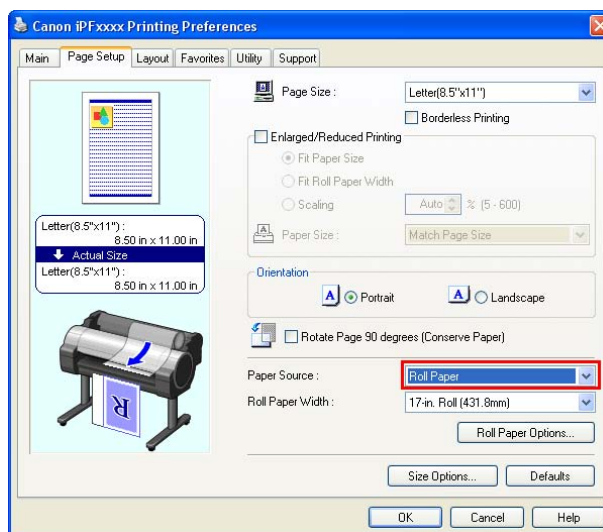 Canon iPFxxxx Printing Preferences
Main Page Setup Layout Favorites Utility Support
Page Size : Letter(8.5"x11")
Borderless Printing
Enlarged/Reduced Printing
Fit Paper Size
Fit Roll Paper Width
Scaling Auto % (5 - 600)
Paper Size : Match Page Size
Letter(8.5"x11") :
8.50 in x 11.00 in
Actual Size
Letter(8.5"x11") :
8.50 in x 11.00 in
Orientation
A Portrait A Landscape
Rotate Page 90 degrees (Conserve Paper)
R
Paper Source : Roll Paper
Roll Paper Width : 17-in. Roll (431.8mm)
Roll Paper Options...
Size Options... Defaults
OK Cancel Help